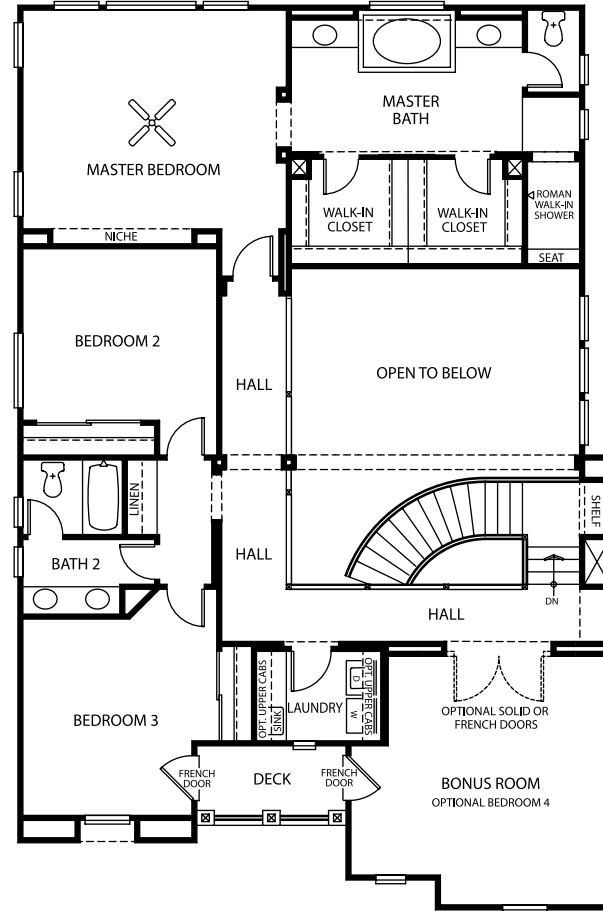 MASTER
BATH
MASTER BEDROOM
WALK-IN
CLOSET
WALK-IN
CLOSET
ROMAN
WALK-IN
SHOWER
SEAT
NICHE
BEDROOM 2
HALL
OPEN TO BELOW
LINEN
SHELF
BATH 2
HALL
DN
HALL
OPT. UPPER CABS
SINK
LAUNDRY
D
W
OPT. UPPER CABS
OPTIONAL SOLID OR
FRENCH DOORS
BEDROOM 3
FRENCH
DOOR
DECK
FRENCH
DOOR
BONUS ROOM
OPTIONAL BEDROOM 4